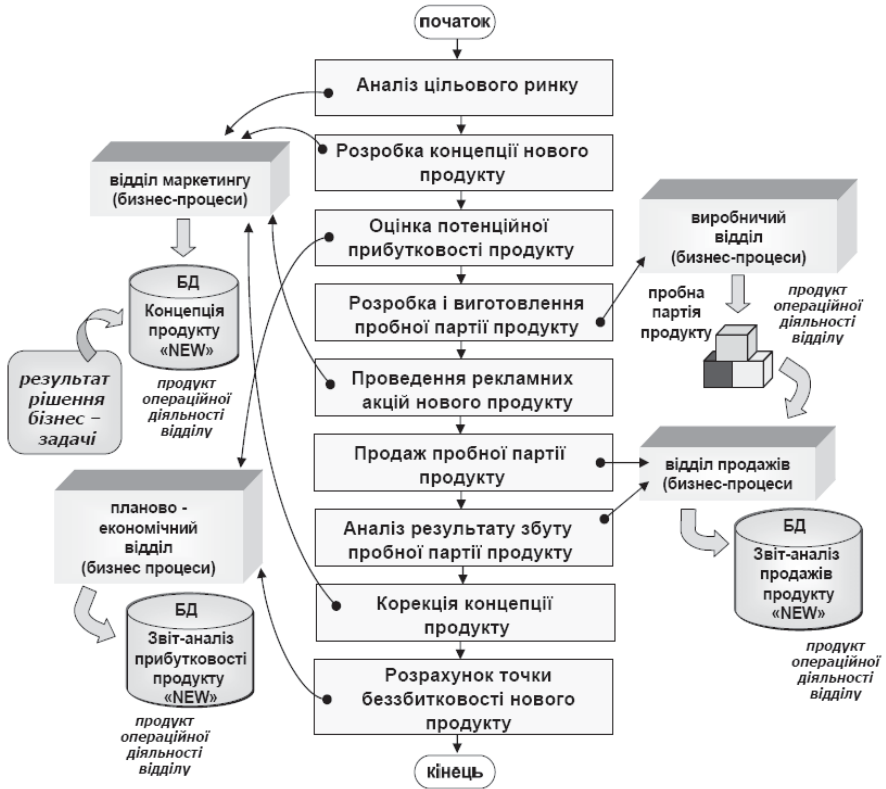 початок
Аналіз цільового ринку
Розробка концепції нового
продукту
Оцінка потенційної
прибутковості продукту
Розробка і виготовлення
пробної партії продукту
Проведення рекламних
акцій нового продукту
Продаж пробної партії
продукту
Аналіз результату збуту
пробної партії продукту
Корекція концепції
продукту
Розрахунок точки
беззбитковості нового
продукту
кінець
відділ маркетингу
(бизнес-процеси)
БД
Концепція
продукту
«NEW»
продукт
операційної
діяльності
відділу
результат
рішення
бізнес –
задачі
планово -
економічний
відділ
(бизнес процеси)
БД
Звіт-аналіз
прибутковості
продукту
«NEW»
продукт
операційної
діяльності
відділу
виробничий
відділ
(бизнес-процеси)
пробна
партія
продукту
продукт
операційної
діяльності
відділу
відділ продажів
(бизнес-процеси
БД
Звіт-аналіз
продажів
продукту
«NEW»
продукт
операційної
діяльності
відділу